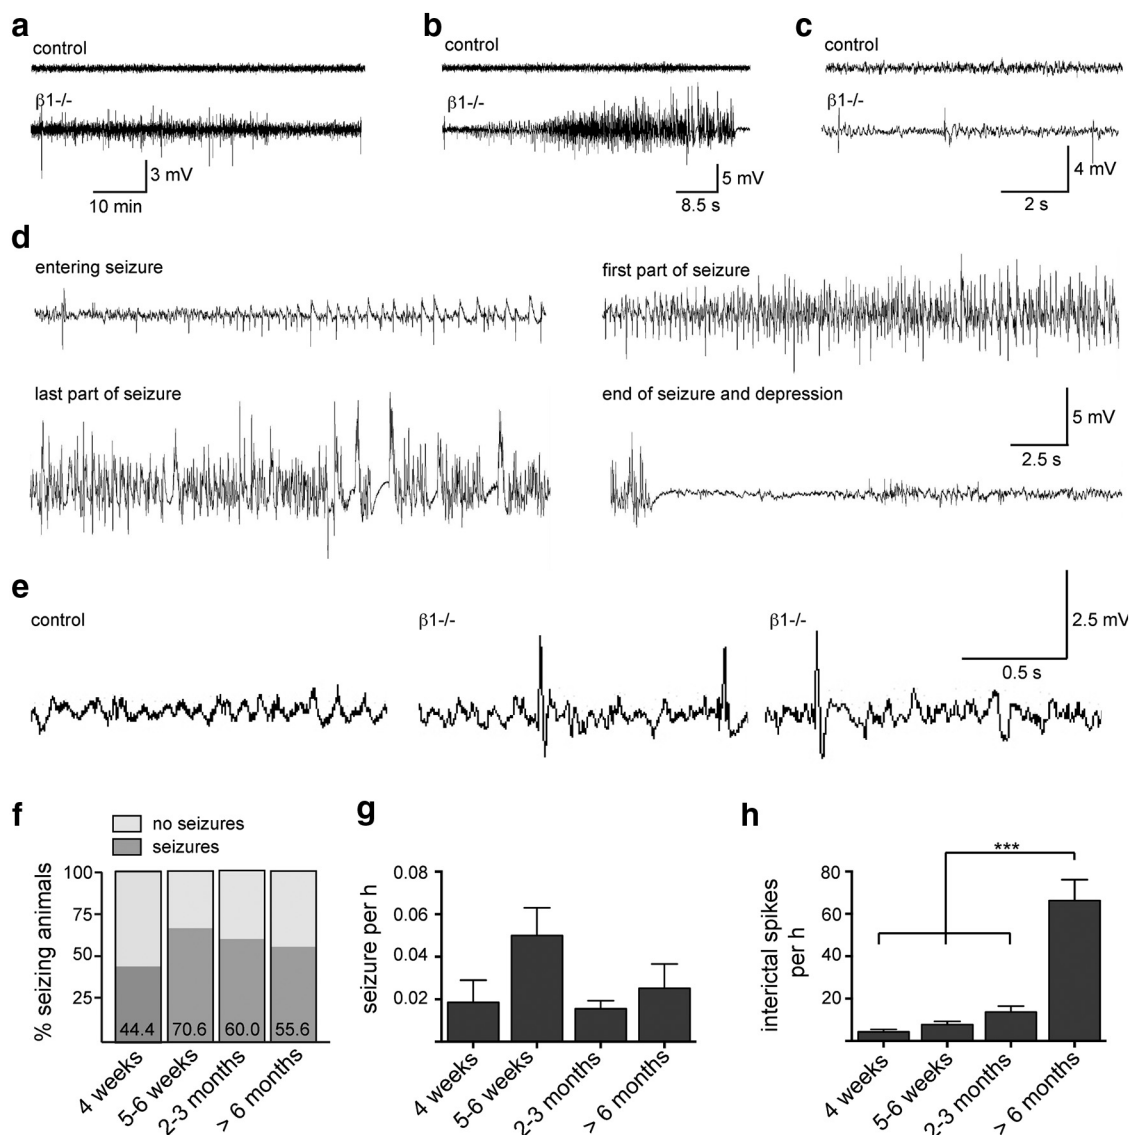 a
control
β1-/-
3 mV
10 min
b
control
β1-/-
5 mV
8.5 s
c
control
β1-/-
4 mV
2 s
d
entering seizure
first part of seizure
last part of seizure
end of seizure and depression
5 mV
2.5 s
e
control
β1-/-
β1-/-
2.5 mV
0.5 s
f
no seizures
seizures
% seizing animals
100
75
50
25
44.4
70.6
60.0
55.6
4 weeks
5-6 weeks
2-3 months
> 6 months
g
seizure per h
0.08
0.06
0.04
0.02
4 weeks
5-6 weeks
2-3 months
> 6 months
h
***
interictal spikes
per h
80
60
40
20
4 weeks
5-6 weeks
2-3 months
> 6 months